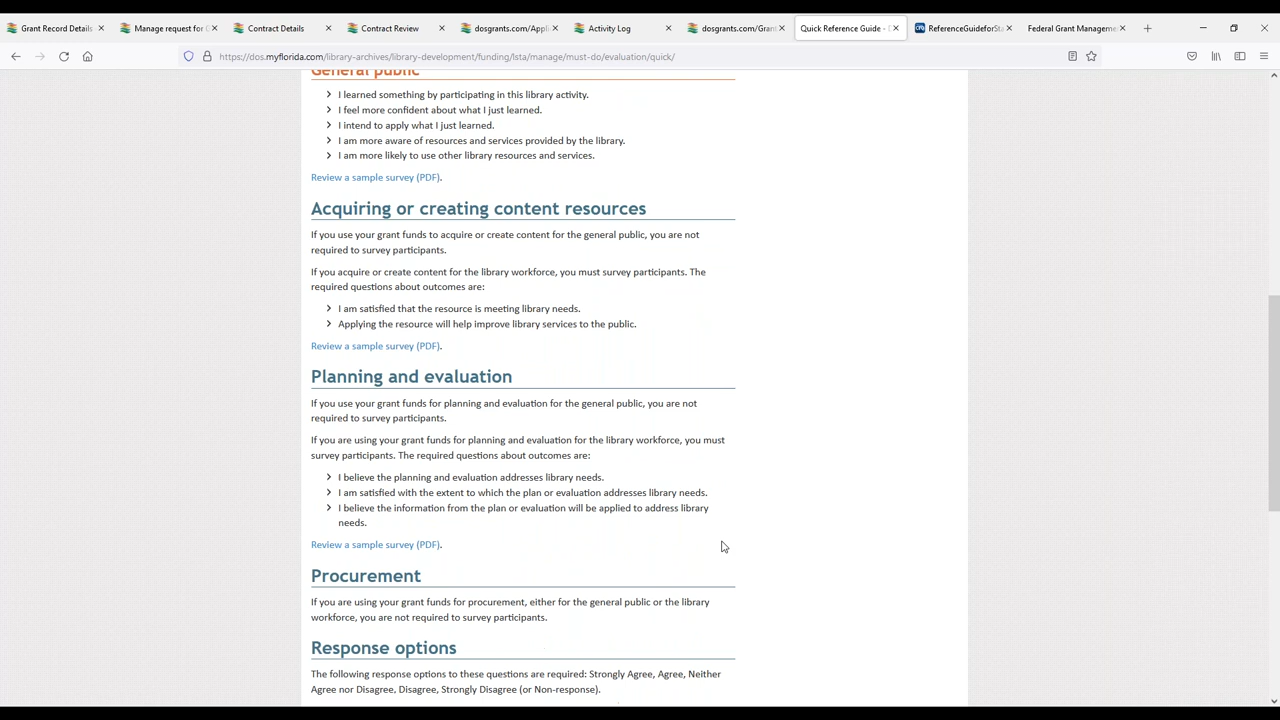 Grant Record Details
Manage request for G
Contract Details
Contract Review
dosgrants.com/Appli
Activity Log
dosgrants.com/Gran
Quick Reference Guide - D
ReferenceGuideforSta
Federal Grant Managemen
https://dos.myflorida.com/library-archives/library-development/funding/lsta/manage/must-do/evaluation/quick/
General public
I learned something by participating in this library activity.
I feel more confident about what I just learned.
I intend to apply what I just learned.
I am more aware of resources and services provided by the library.
I am more likely to use other library resources and services.
Review a sample survey (PDF).
Acquiring or creating content resources
If you use your grant funds to acquire or create content for the general public, you are not
required to survey participants.
If you acquire or create content for the library workforce, you must survey participants. The
required questions about outcomes are:
I am satisfied that the resource is meeting library needs.
Applying the resource will help improve library services to the public.
Review a sample survey (PDF).
Planning and evaluation
If you use your grant funds for planning and evaluation for the general public, you are not
required to survey participants.
If you are using your grant funds for planning and evaluation for the library workforce, you must
survey participants. The required questions about outcomes are:
I believe the planning and evaluation addresses library needs.
I am satisfied with the extent to which the plan or evaluation addresses library needs.
I believe the information from the plan or evaluation will be applied to address library
needs.
Review a sample survey (PDF).
Procurement
If you are using your grant funds for procurement, either for the general public or the library
workforce, you are not required to survey participants.
Response options
The following response options to these questions are required: Strongly Agree, Agree, Neither
Agree nor Disagree, Disagree, Strongly Disagree (or Non-response).